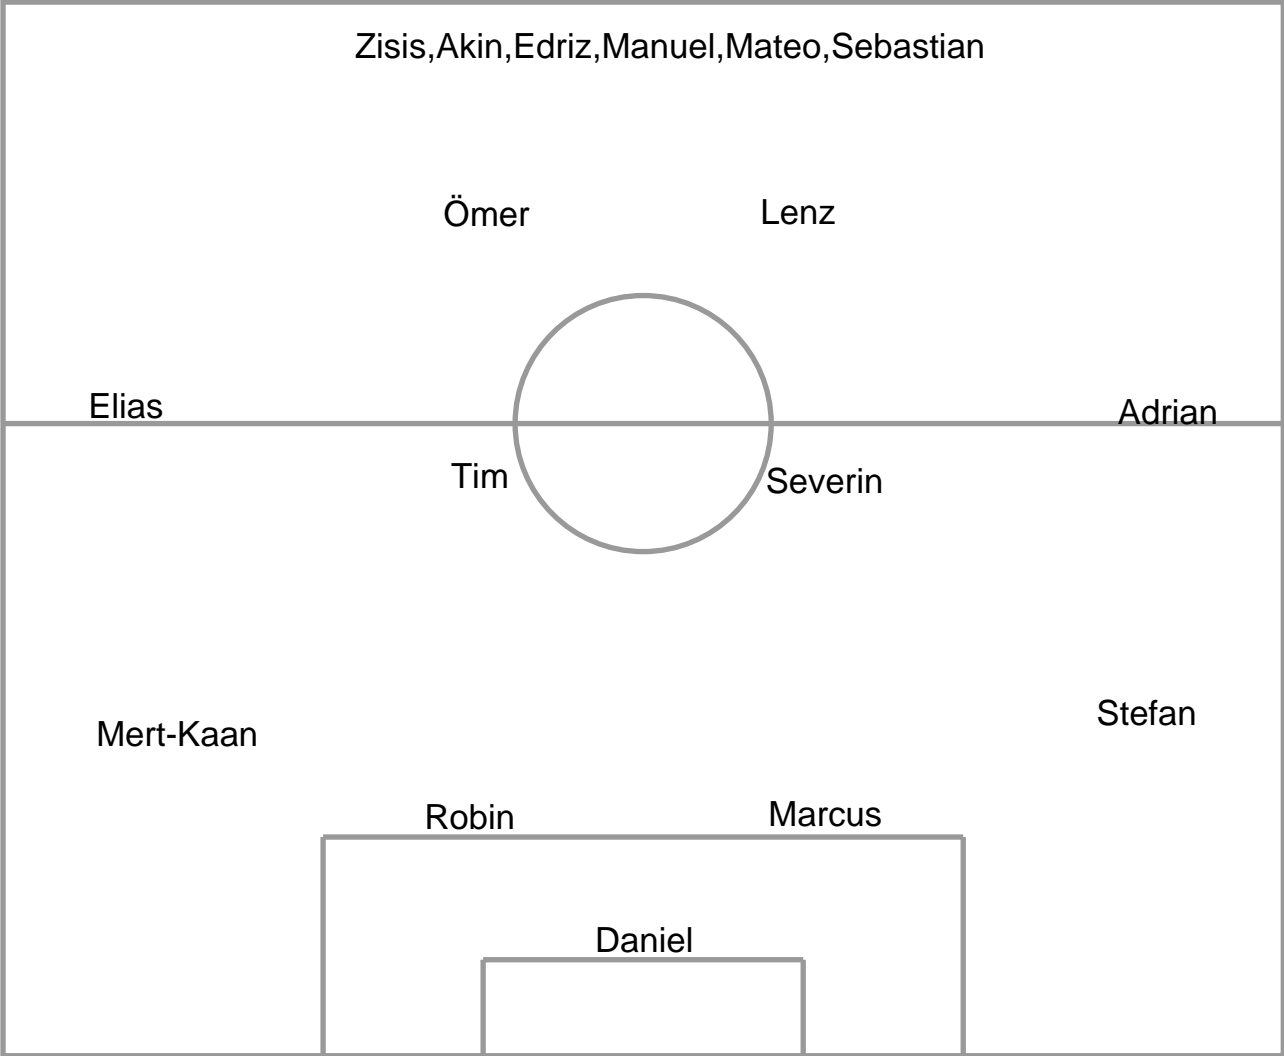 Zisis,Akin,Edriz,Manuel,Mateo,Sebastian
Ömer
Lenz
Elias
Adrian
Tim
Severin
Mert-Kaan
Stefan
Robin
Marcus
Daniel